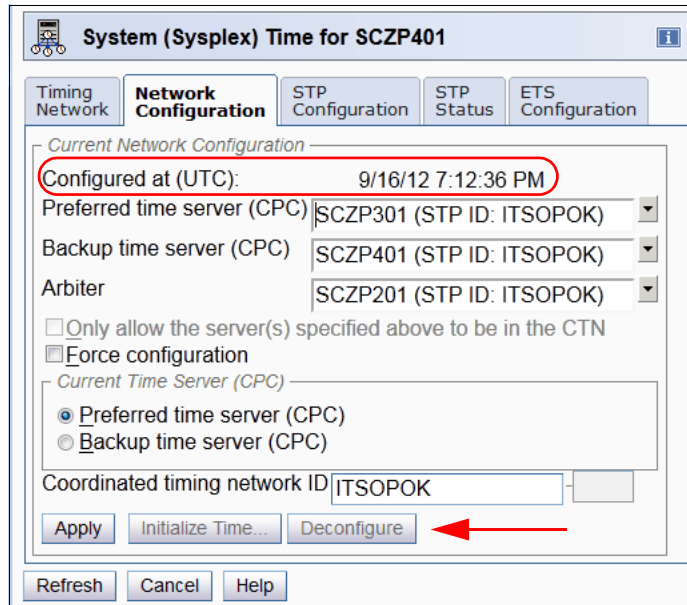 System (Sysplex) Time for SCZP401
i
Timing Network
Network Configuration
STP Configuration
STP Status
ETS Configuration
Current Network Configuration
Configured at (UTC): 9/16/12 7:12:36 PM
Preferred time server (CPC) SCZP301 (STP ID: ITSOPOK)
Backup time server (CPC) SCZP401 (STP ID: ITSOPOK)
Arbiter SCZP201 (STP ID: ITSOPOK)
Only allow the server(s) specified above to be in the CTN
Force configuration
Current Time Server (CPC)
Preferred time server (CPC)
Backup time server (CPC)
Coordinated timing network ID ITSOPOK -
Apply Initialize Time... Deconfigure
Refresh Cancel Help